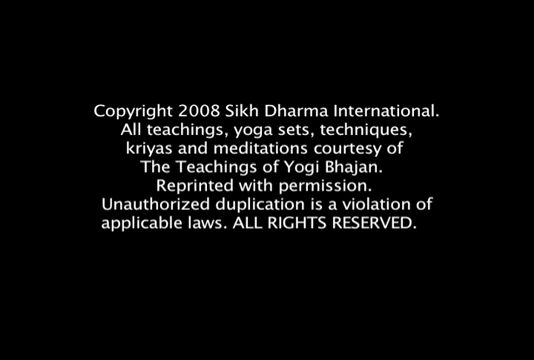 Copyright 2008 Sikh Dharma International.
All teachings, yoga sets, techniques,
kriyas and meditations courtesy of
The Teachings of Yogi Bhajan.
Reprinted with permission.
Unauthorized duplication is a violation of
applicable laws. ALL RIGHTS RESERVED.